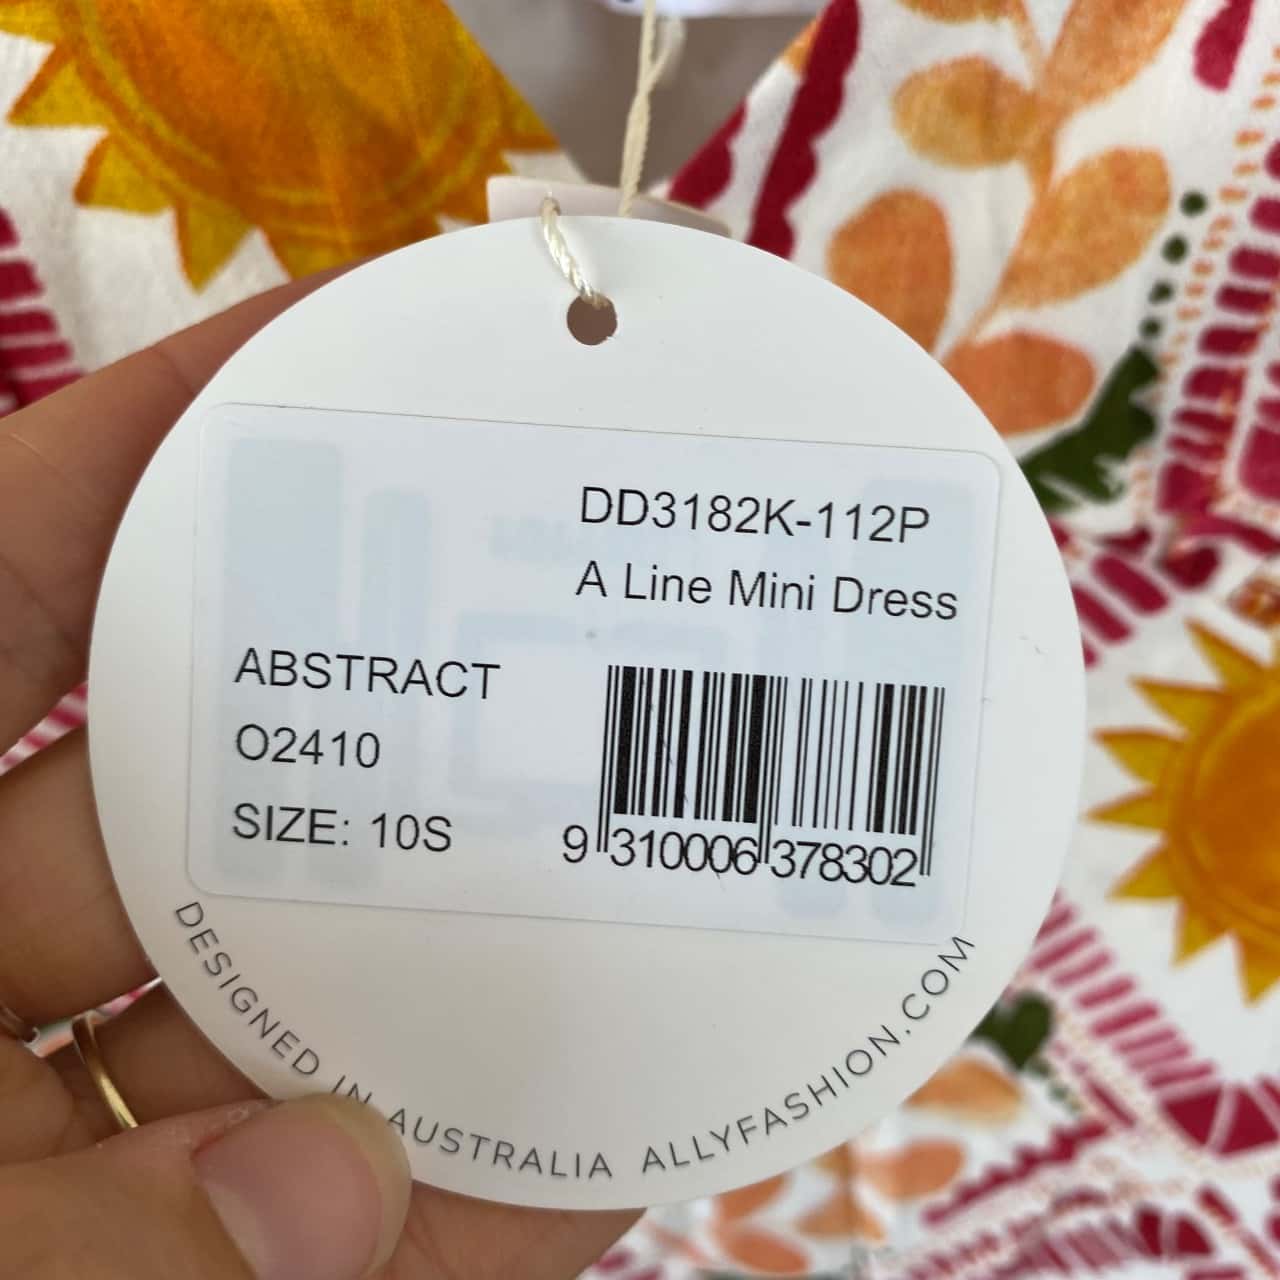 DD3182K-112P
A Line Mini Dress
ABSTRACT
O2410
SIZE: 10S
9 310006 378302
DESIGNED IN AUSTRALIA ALLYFASHION.COM